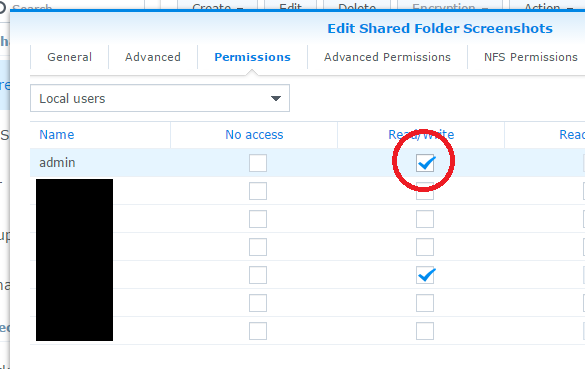 Search
Create
Edit
Delete
Encryption
Action
Edit Shared Folder Screenshots
General
Advanced
Permissions
Advanced Permissions
NFS Permissions
Local users
Name
No access
Read/Write
admin